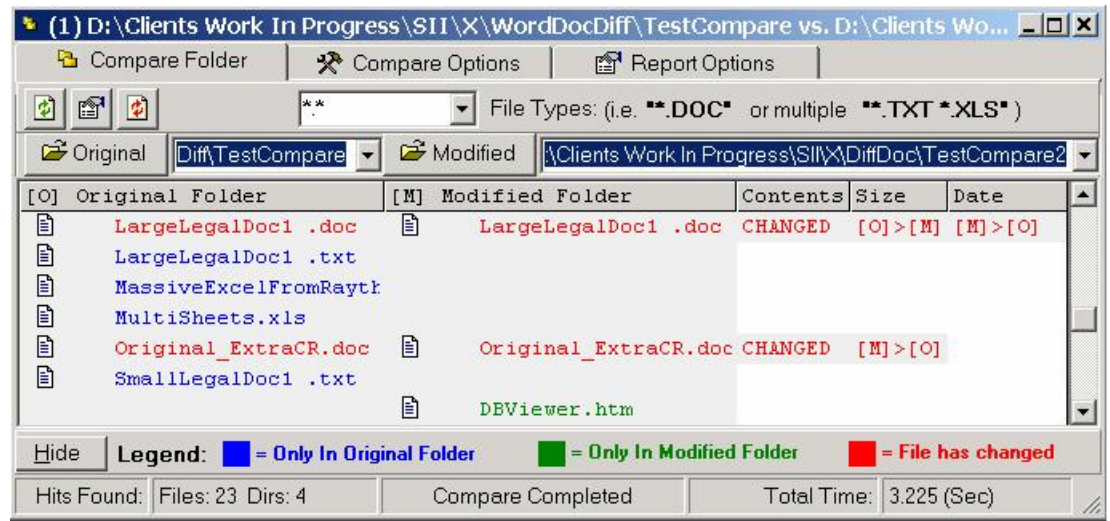 (1) D:\Clients Work In Progress\SII\X\WordDocDiff\TestCompare vs. D:\Clients Wo...
Compare Folder Compare Options Report Options
*.* File Types: (i.e. "*.DOC" or multiple "*.TXT *.XLS" )
Original Diff\TestCompare Modified :\Clients Work In Progress\SII\X\DiffDoc\TestCompare2
[O] Original Folder [M] Modified Folder Contents Size Date
LargeLegalDoc1 .doc LargeLegalDoc1 .doc CHANGED [O]>[M] [M]>[O]
LargeLegalDoc1 .txt
MassiveExcelFromRayth
MultiSheets.xls
Original_ExtraCR.doc Original_ExtraCR.doc CHANGED [M]>[O]
SmallLegalDoc1 .txt
DBViewer.htm
Hide Legend: = Only In Original Folder = Only In Modified Folder = File has changed
Hits Found: Files: 23 Dirs: 4 Compare Completed Total Time: 3.225 (Sec)